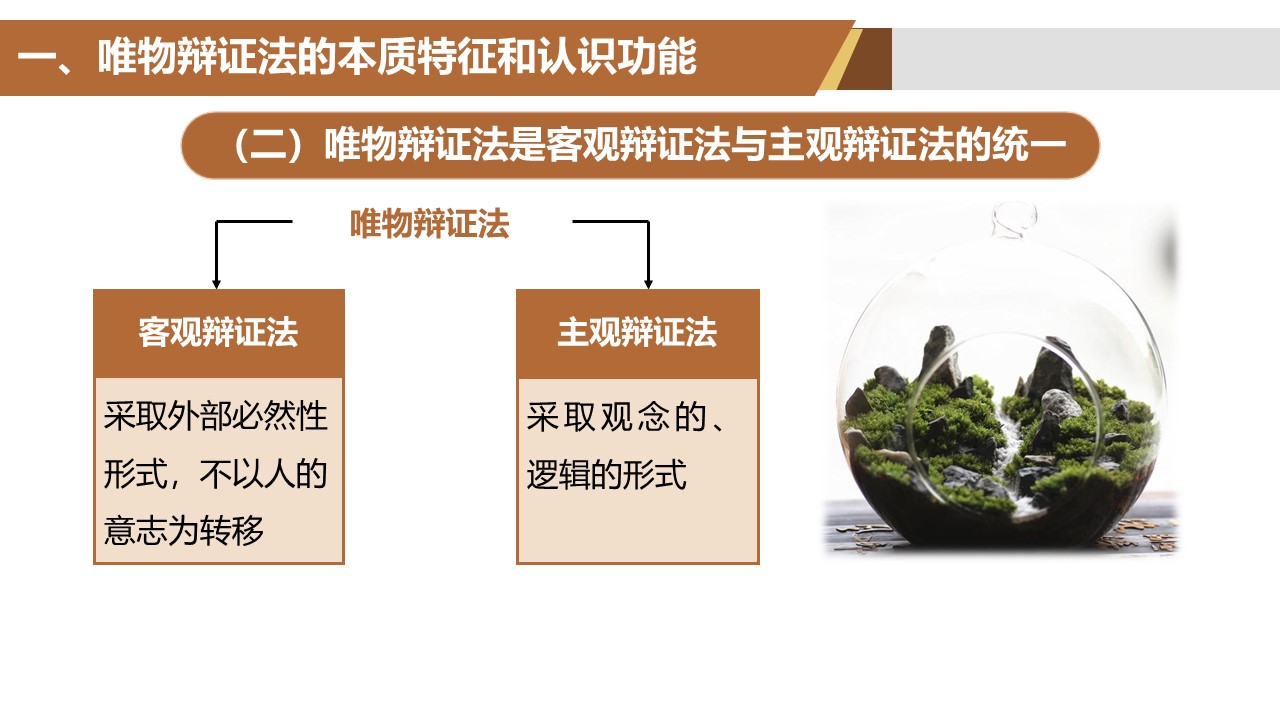 一、唯物辩证法的本质特征和认识功能
（二）唯物辩证法是客观辩证法与主观辩证法的统一
唯物辩证法
客观辩证法
采取外部必然性
形式，不以人的
意志为转移
主观辩证法
采取观念的、
逻辑的形式